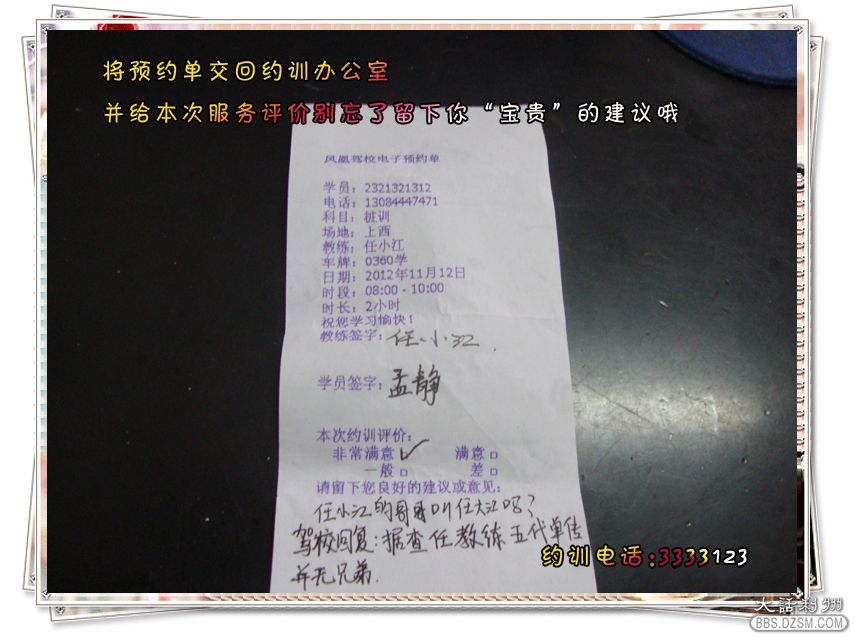 将预约单交回约训办公室
并给本次服务评价别忘了留下你“宝贵”的建议哦
凤凰驾校电子预约单
学员：2321321312
电话：13084447471
科目：桩训
场地：上西
教练：任小江
车牌：0360学
日期：2012年11月12日
时段：08:00 - 10:00
时长：2小时
祝您学习愉快！
教练签字：任小江.
学员签字：孟静
本次约训评价：
非常满意□✓ 满意□
一般□ 差□
请留下您良好的建议或意见：
任小江的哥哥叫任大江吗？
驾校回复：据查任教练五代单传
并无兄弟.
约训电话:3333123
大话利州
BBS.DZSM.COM